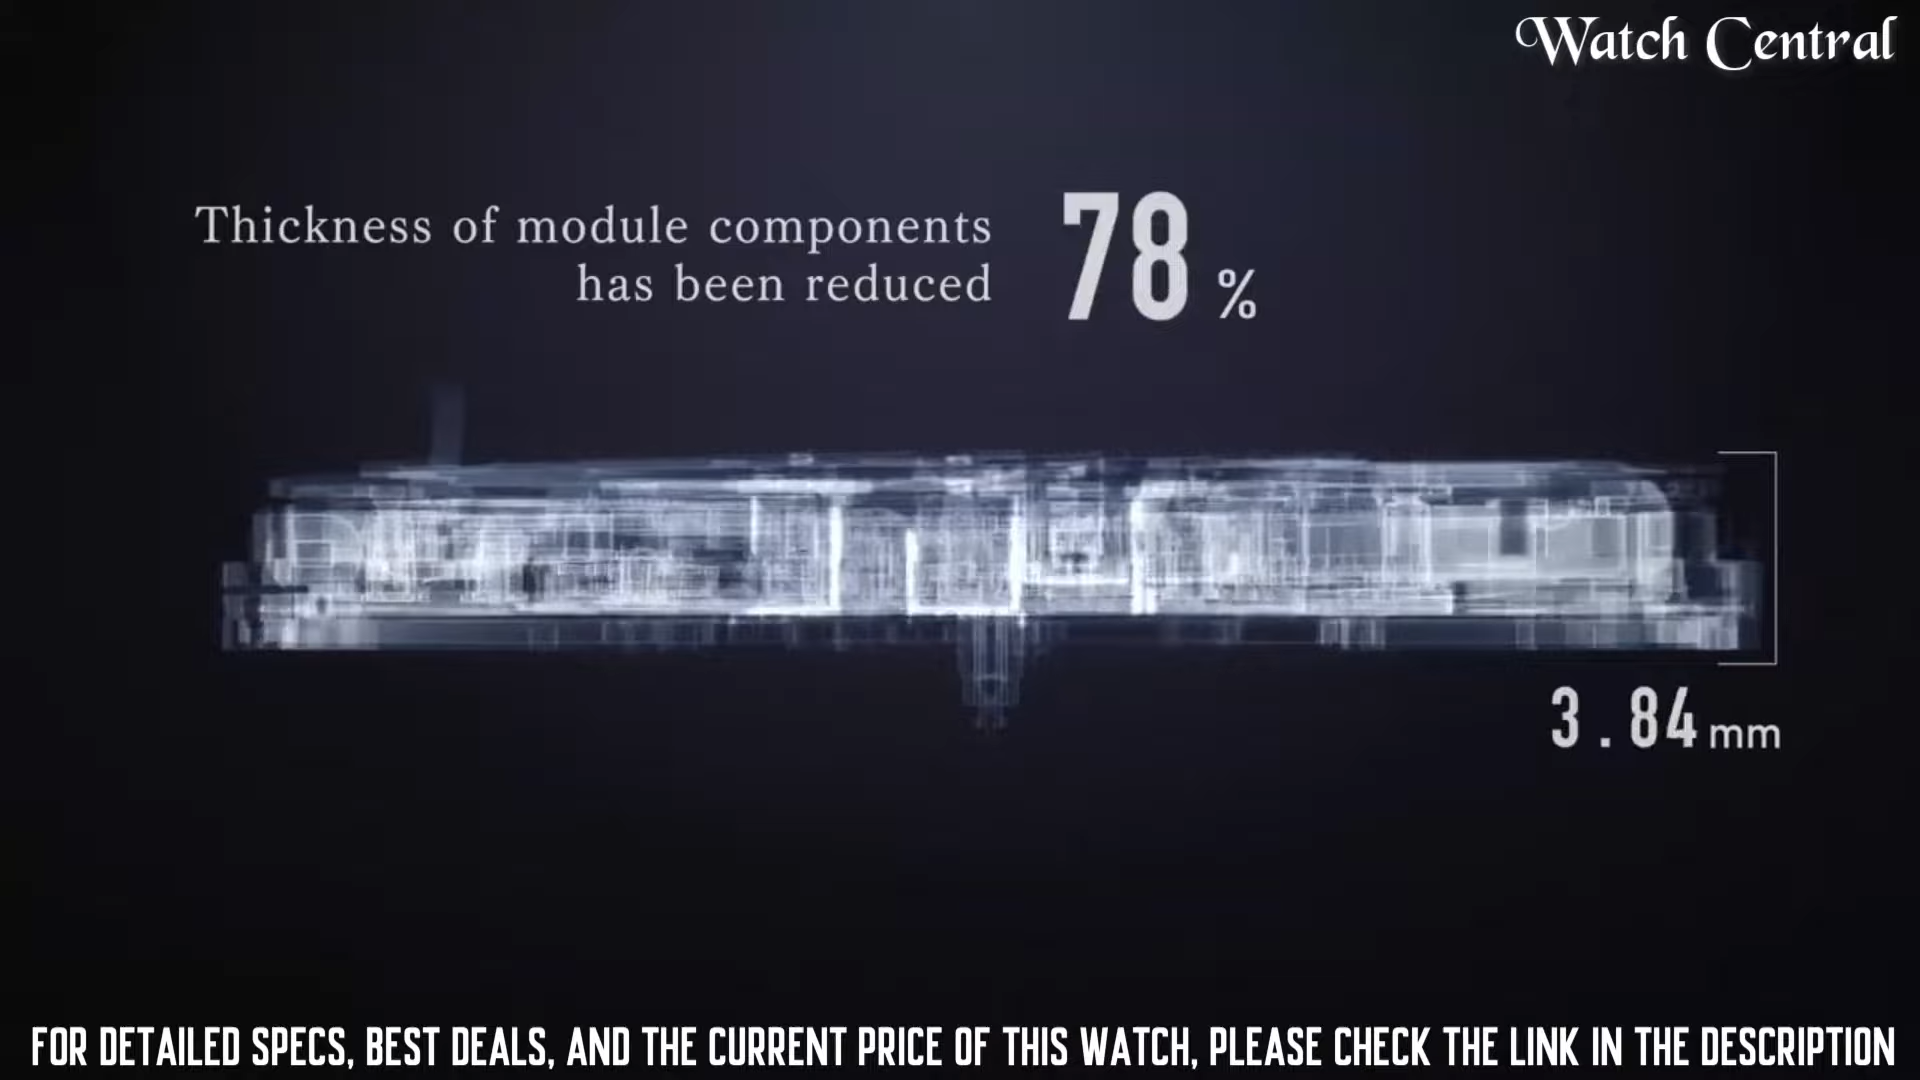 Watch Central
Thickness of module components
has been reduced
78 %
3.84 mm
FOR DETAILED SPECS, BEST DEALS, AND THE CURRENT PRICE OF THIS WATCH, PLEASE CHECK THE LINK IN THE DESCRIPTION